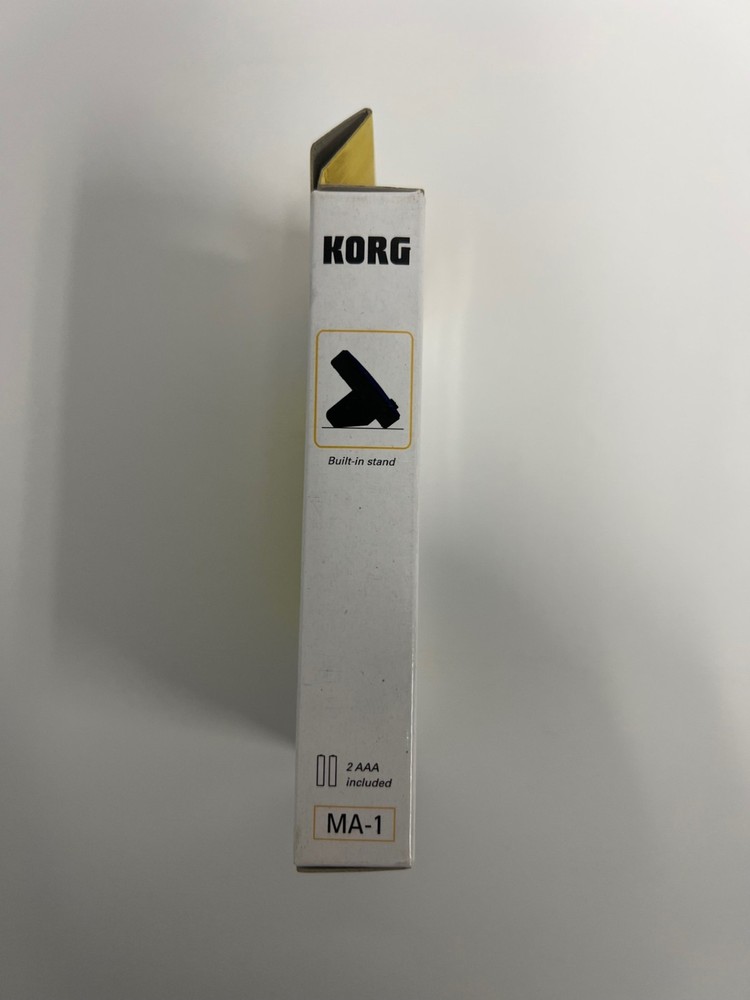 KORG
Built-in stand
2 AAA
included
MA-1